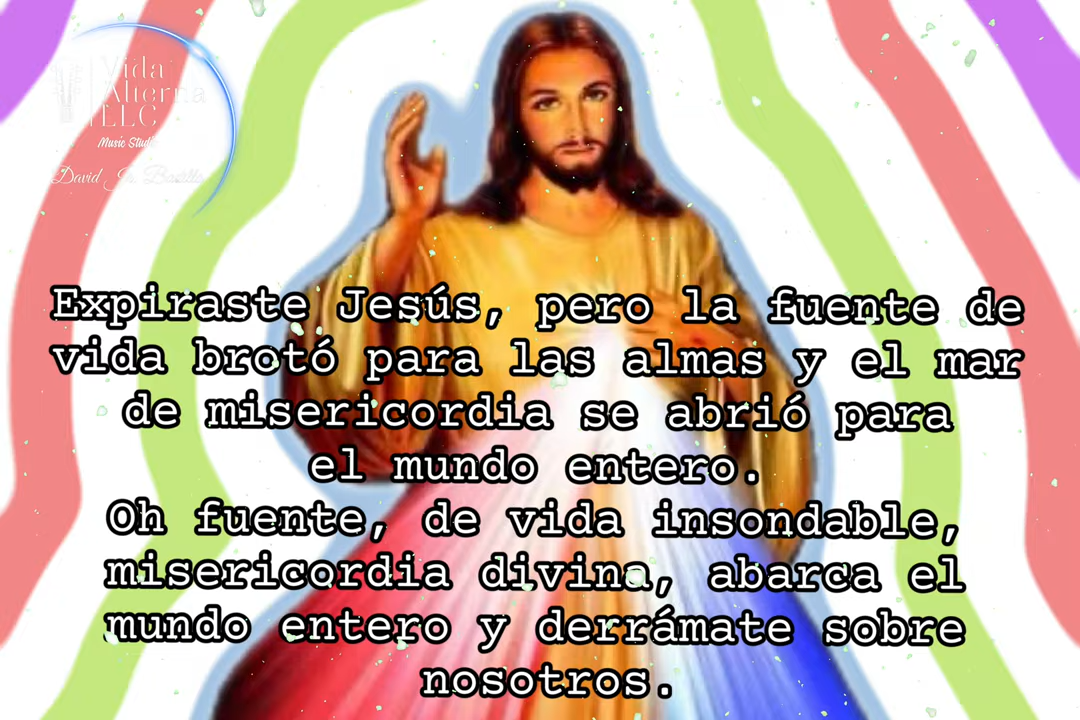 Vida
Alterna
LLC
Music Studio
Expiraste Jesús, pero la fuente de
vida brotó para las almas y el mar
de misericordia se abrió para
el mundo entero.
Oh fuente, de vida insondable,
misericordia divina, abarca el
mundo entero y derrámate sobre
nosotros.